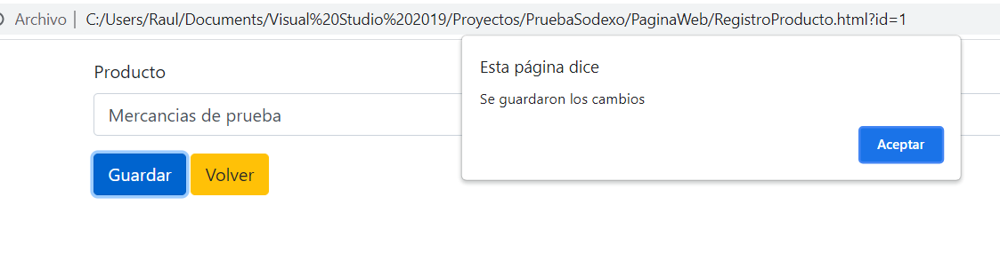 Archivo | C:/Users/Raul/Documents/Visual%20Studio%202019/Proyectos/PruebaSodexo/PaginaWeb/RegistroProducto.html?id=1
Esta página dice
Se guardaron los cambios
Aceptar
Producto
Mercancias de prueba
Guardar Volver